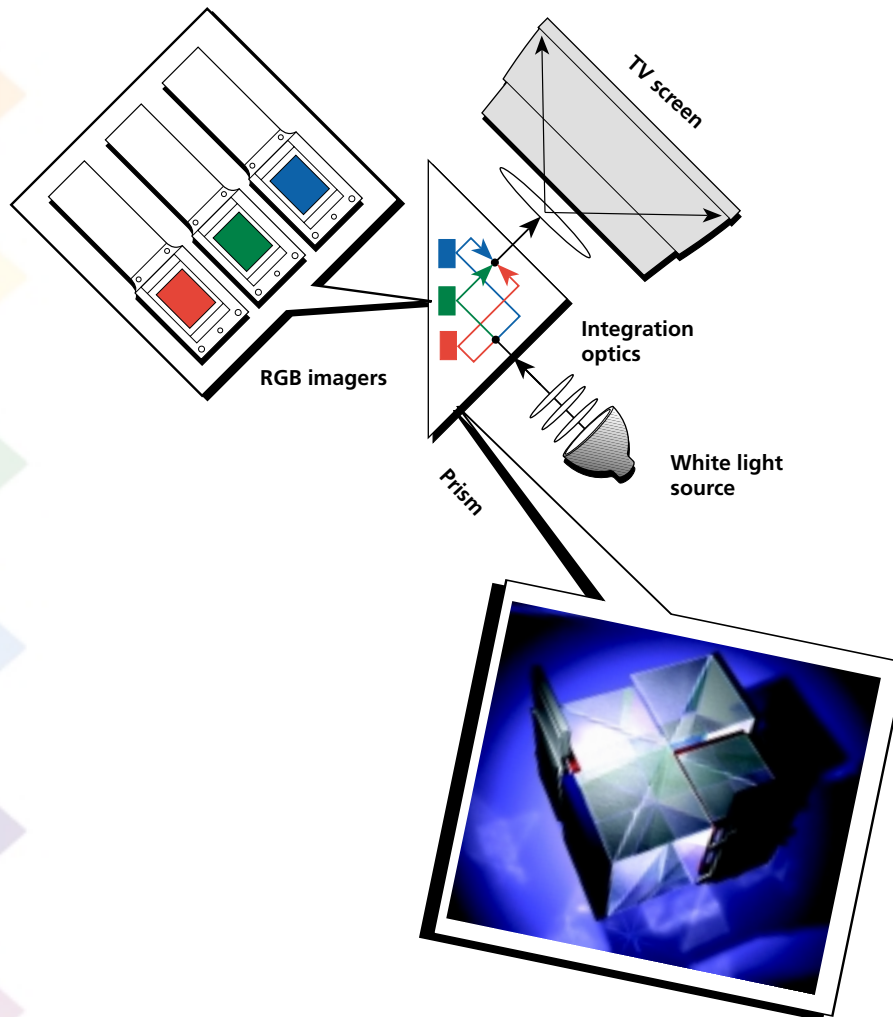 TV screen
Integration
optics
RGB imagers
White light
source
Prism